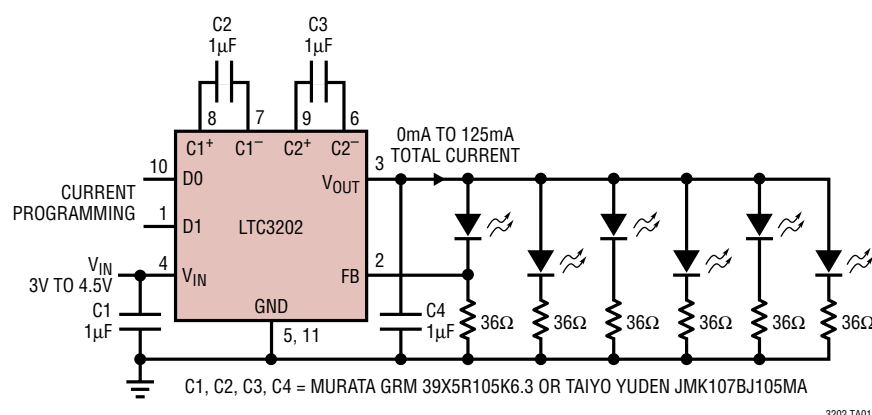 C2
1µF
C3
1µF
8
7
9
6
C1+
C1−
C2+
C2−
0mA TO 125mA
TOTAL CURRENT
10
D0
3
VOUT
CURRENT
PROGRAMMING
1
D1
LTC3202
VIN
3V TO 4.5V
4
VIN
2
FB
GND
5, 11
C1
1µF
C4
1µF
36Ω
36Ω
36Ω
36Ω
36Ω
36Ω
C1, C2, C3, C4 = MURATA GRM 39X5R105K6.3 OR TAIYO YUDEN JMK107BJ105MA
3202 TA01